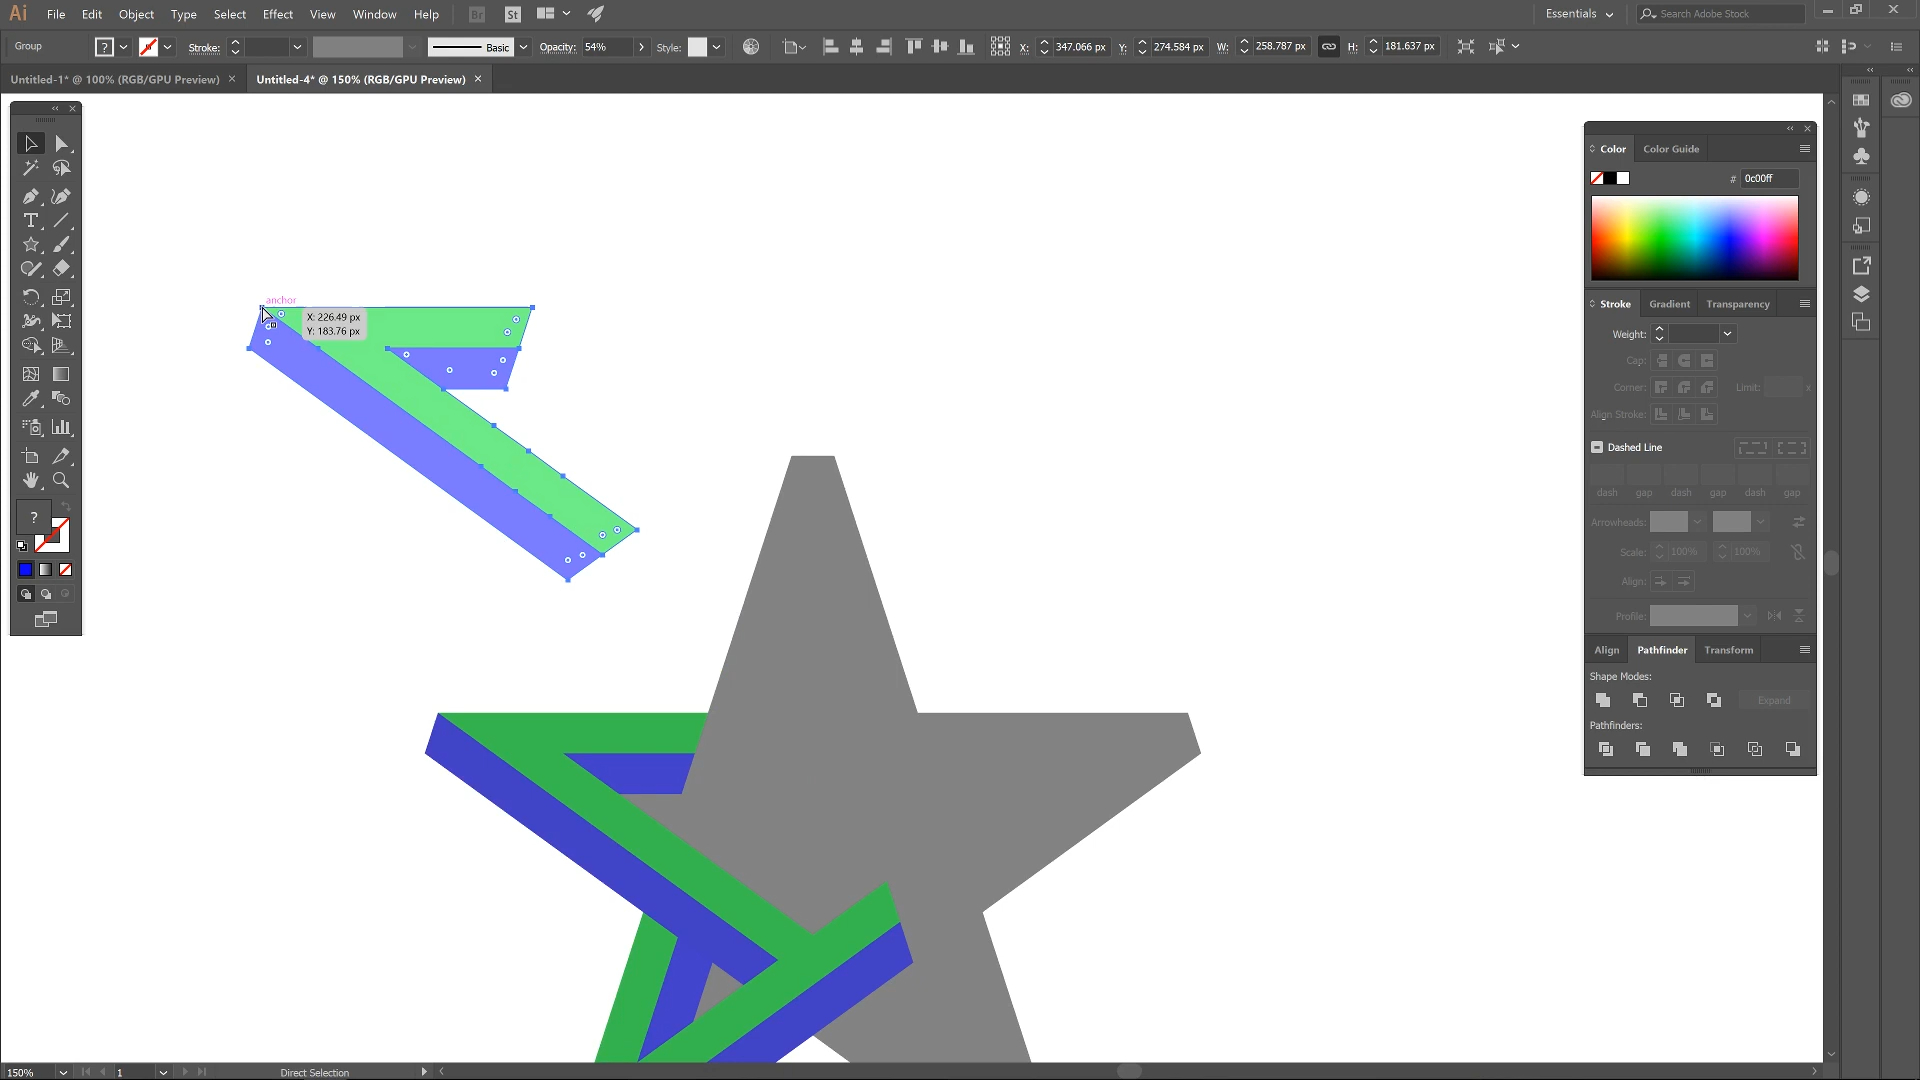 Ai File Edit Object Type Select Effect View Window Help Br St Essentials Search Adobe Stock
Group ? Stroke: Basic Opacity: 54% Style: X: 347.066 px Y: 274.584 px W: 258.787 px H: 181.637 px
Untitled-1* @ 100% (RGB/GPU Preview) Untitled-4* @ 150% (RGB/GPU Preview)
Color Color Guide
# 0c00ff
anchor
X: 226.49 px
Y: 183.76 px
Stroke Gradient Transparency
Weight:
Cap:
Corner: Limit: x
Align Stroke:
Dashed Line
dash gap dash gap dash gap
Arrowheads:
?
Scale: 100% 100%
Align:
Profile:
Align Pathfinder Transform
Shape Modes:
Expand
Pathfinders:
150% 1 Direct Selection